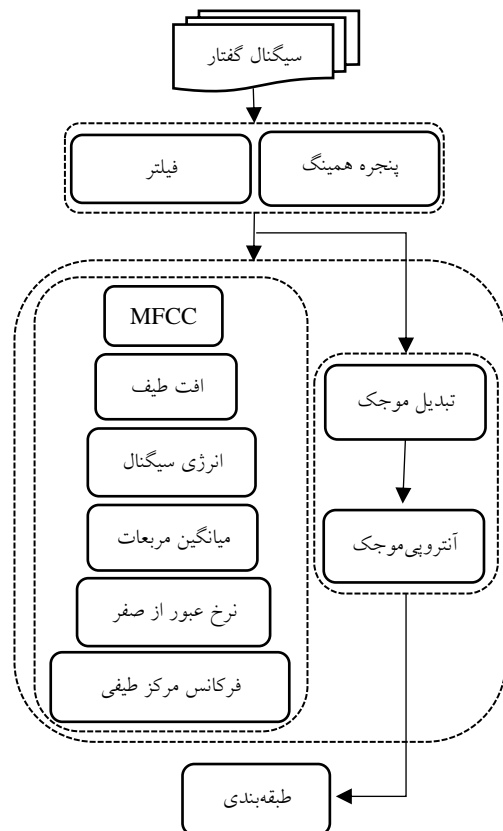 سیگنال گفتار
پنجره همینگ
فیلتر
MFCC
افت طیف
انرژی سیگنال
میانگین مربعات
نرخ عبور از صفر
فرکانس مرکز طیفی
تبدیل موجک
آنتروپی‌موجک
طبقه‌بندی